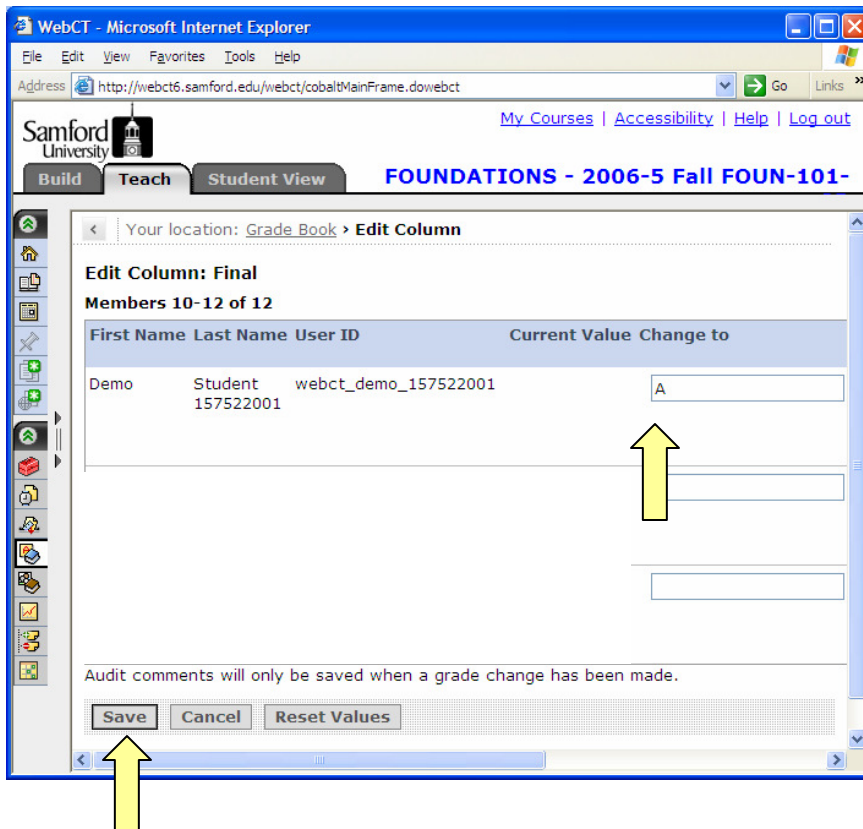 WebCT - Microsoft Internet Explorer
File Edit View Favorites Tools Help
Address http://webct6.samford.edu/webct/cobaltMainFrame.dowebct Go Links »
Samford University
My Courses | Accessibility | Help | Log out
Build Teach Student View FOUNDATIONS - 2006-5 Fall FOUN-101-
Your location: Grade Book › Edit Column
Edit Column: Final
Members 10-12 of 12
First Name Last Name User ID Current Value Change to
Demo Student webct_demo_157522001 A
157522001
Audit comments will only be saved when a grade change has been made.
Save Cancel Reset Values